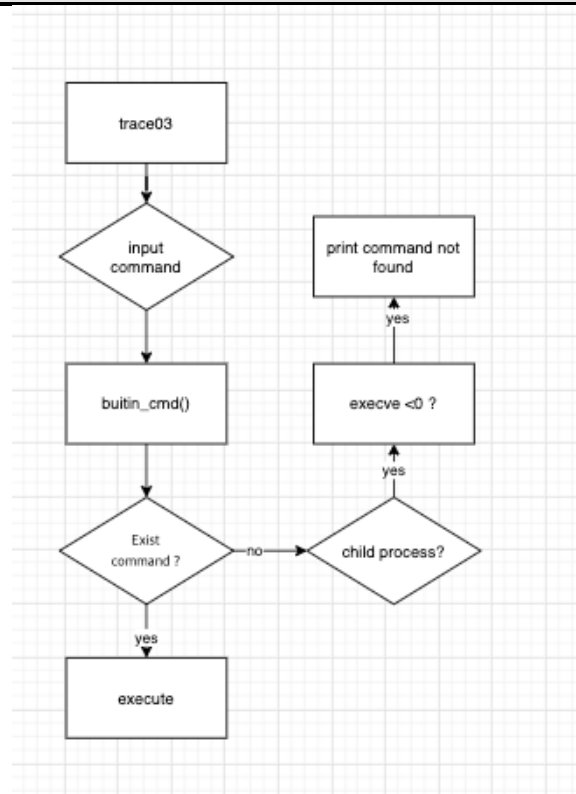 trace03
input
command
print command not
found
yes
buitin_cmd()
execve <0 ?
yes
Exist
command ?
no
child process?
yes
execute